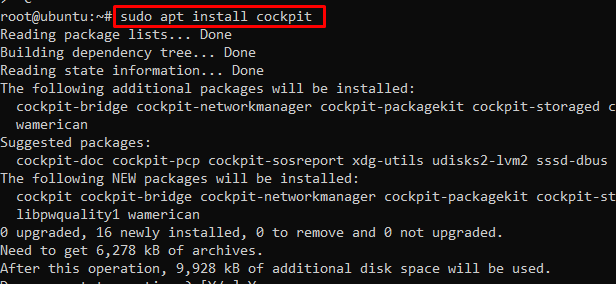 root@ubuntu:~# sudo apt install cockpit
Reading package lists... Done
Building dependency tree... Done
Reading state information... Done
The following additional packages will be installed:
  cockpit-bridge cockpit-networkmanager cockpit-packagekit cockpit-storaged c
  wamerican
Suggested packages:
  cockpit-doc cockpit-pcp cockpit-sosreport xdg-utils udisks2-lvm2 sssd-dbus
The following NEW packages will be installed:
  cockpit cockpit-bridge cockpit-networkmanager cockpit-packagekit cockpit-st
  libpwquality1 wamerican
0 upgraded, 16 newly installed, 0 to remove and 0 not upgraded.
Need to get 6,278 kB of archives.
After this operation, 9,928 kB of additional disk space will be used.